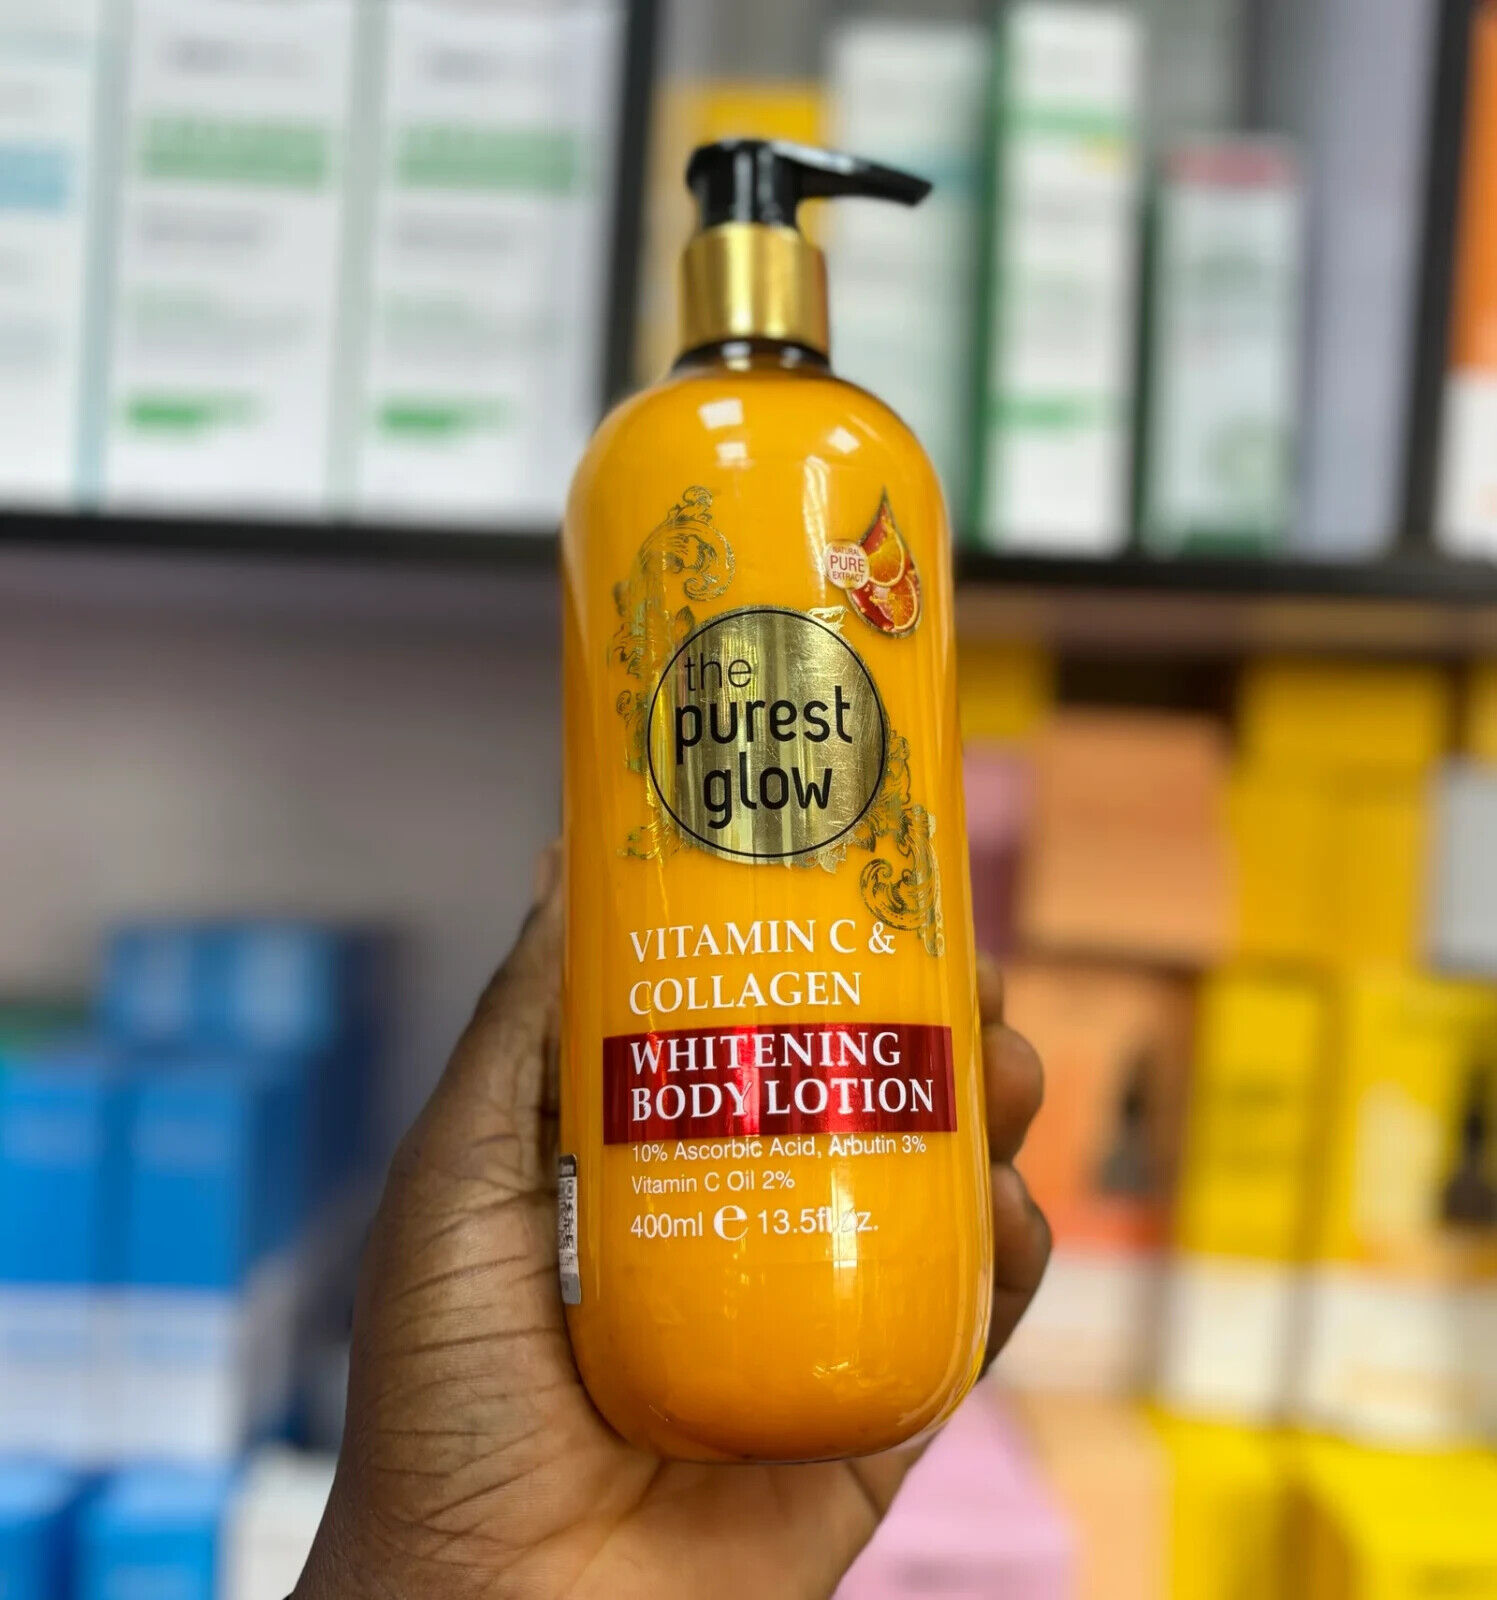 NATURAL
PURE
EXTRACT
the
purest
glow
VITAMIN C &
COLLAGEN
WHITENING
BODY LOTION
10% Ascorbic Acid, Arbutin 3%
Vitamin C Oil 2%
400ml e 13.5fl.oz.